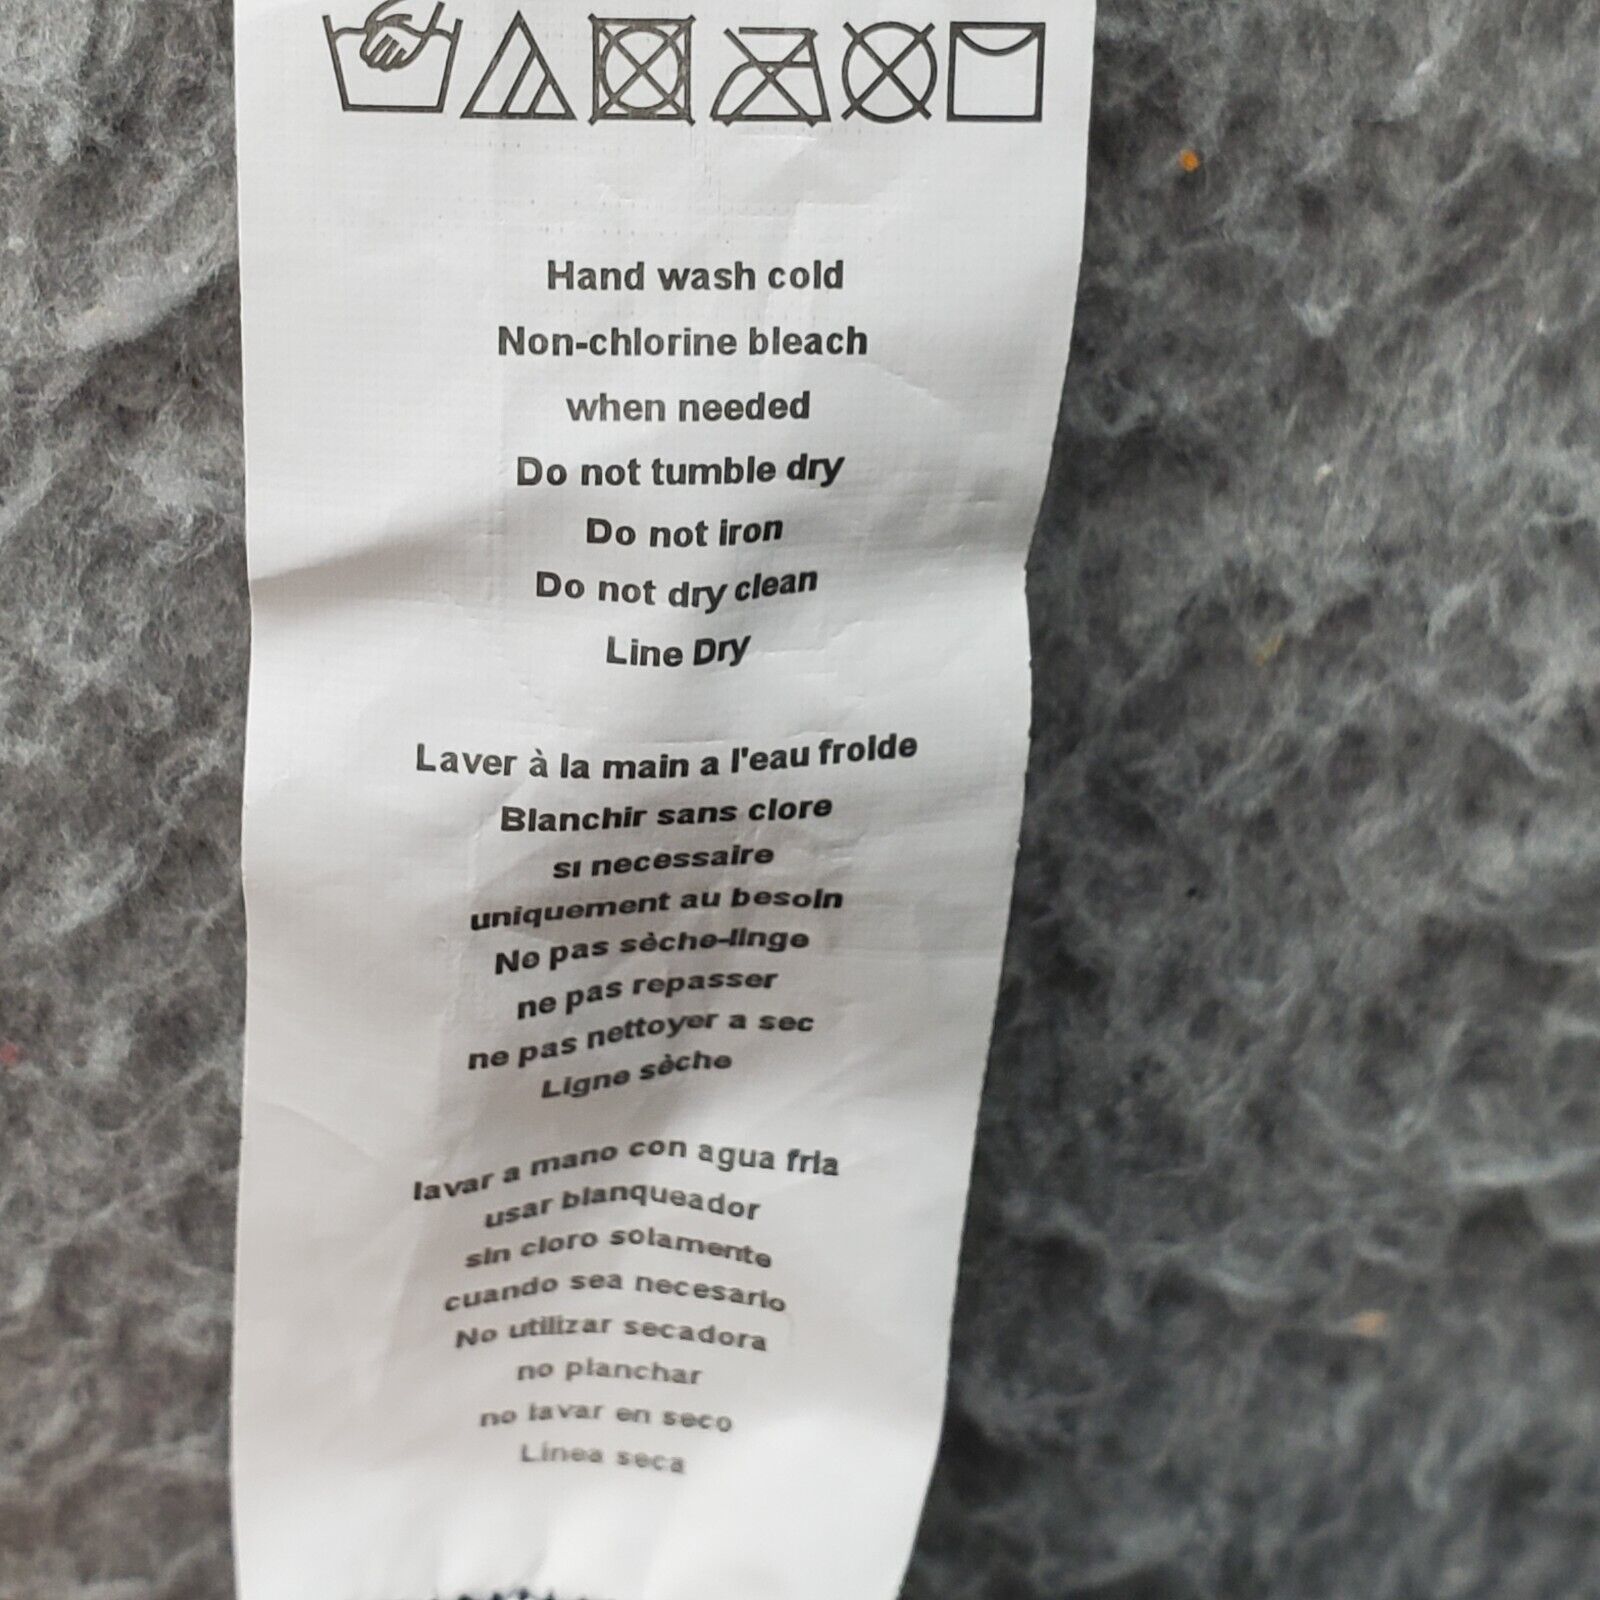 Hand wash cold
Non-chlorine bleach
when needed
Do not tumble dry
Do not iron
Do not dry clean
Line Dry
Laver à la main a l'eau froide
Blanchir sans clore
si necessaire
uniquement au besoin
Ne pas sèche-linge
ne pas repasser
ne pas nettoyer a sec
Ligne sèche
lavar a mano con agua fria
usar blanqueador
sin cloro solamente
cuando sea necesario
No utilizar secadora
no planchar
no lavar en seco
Linea seca